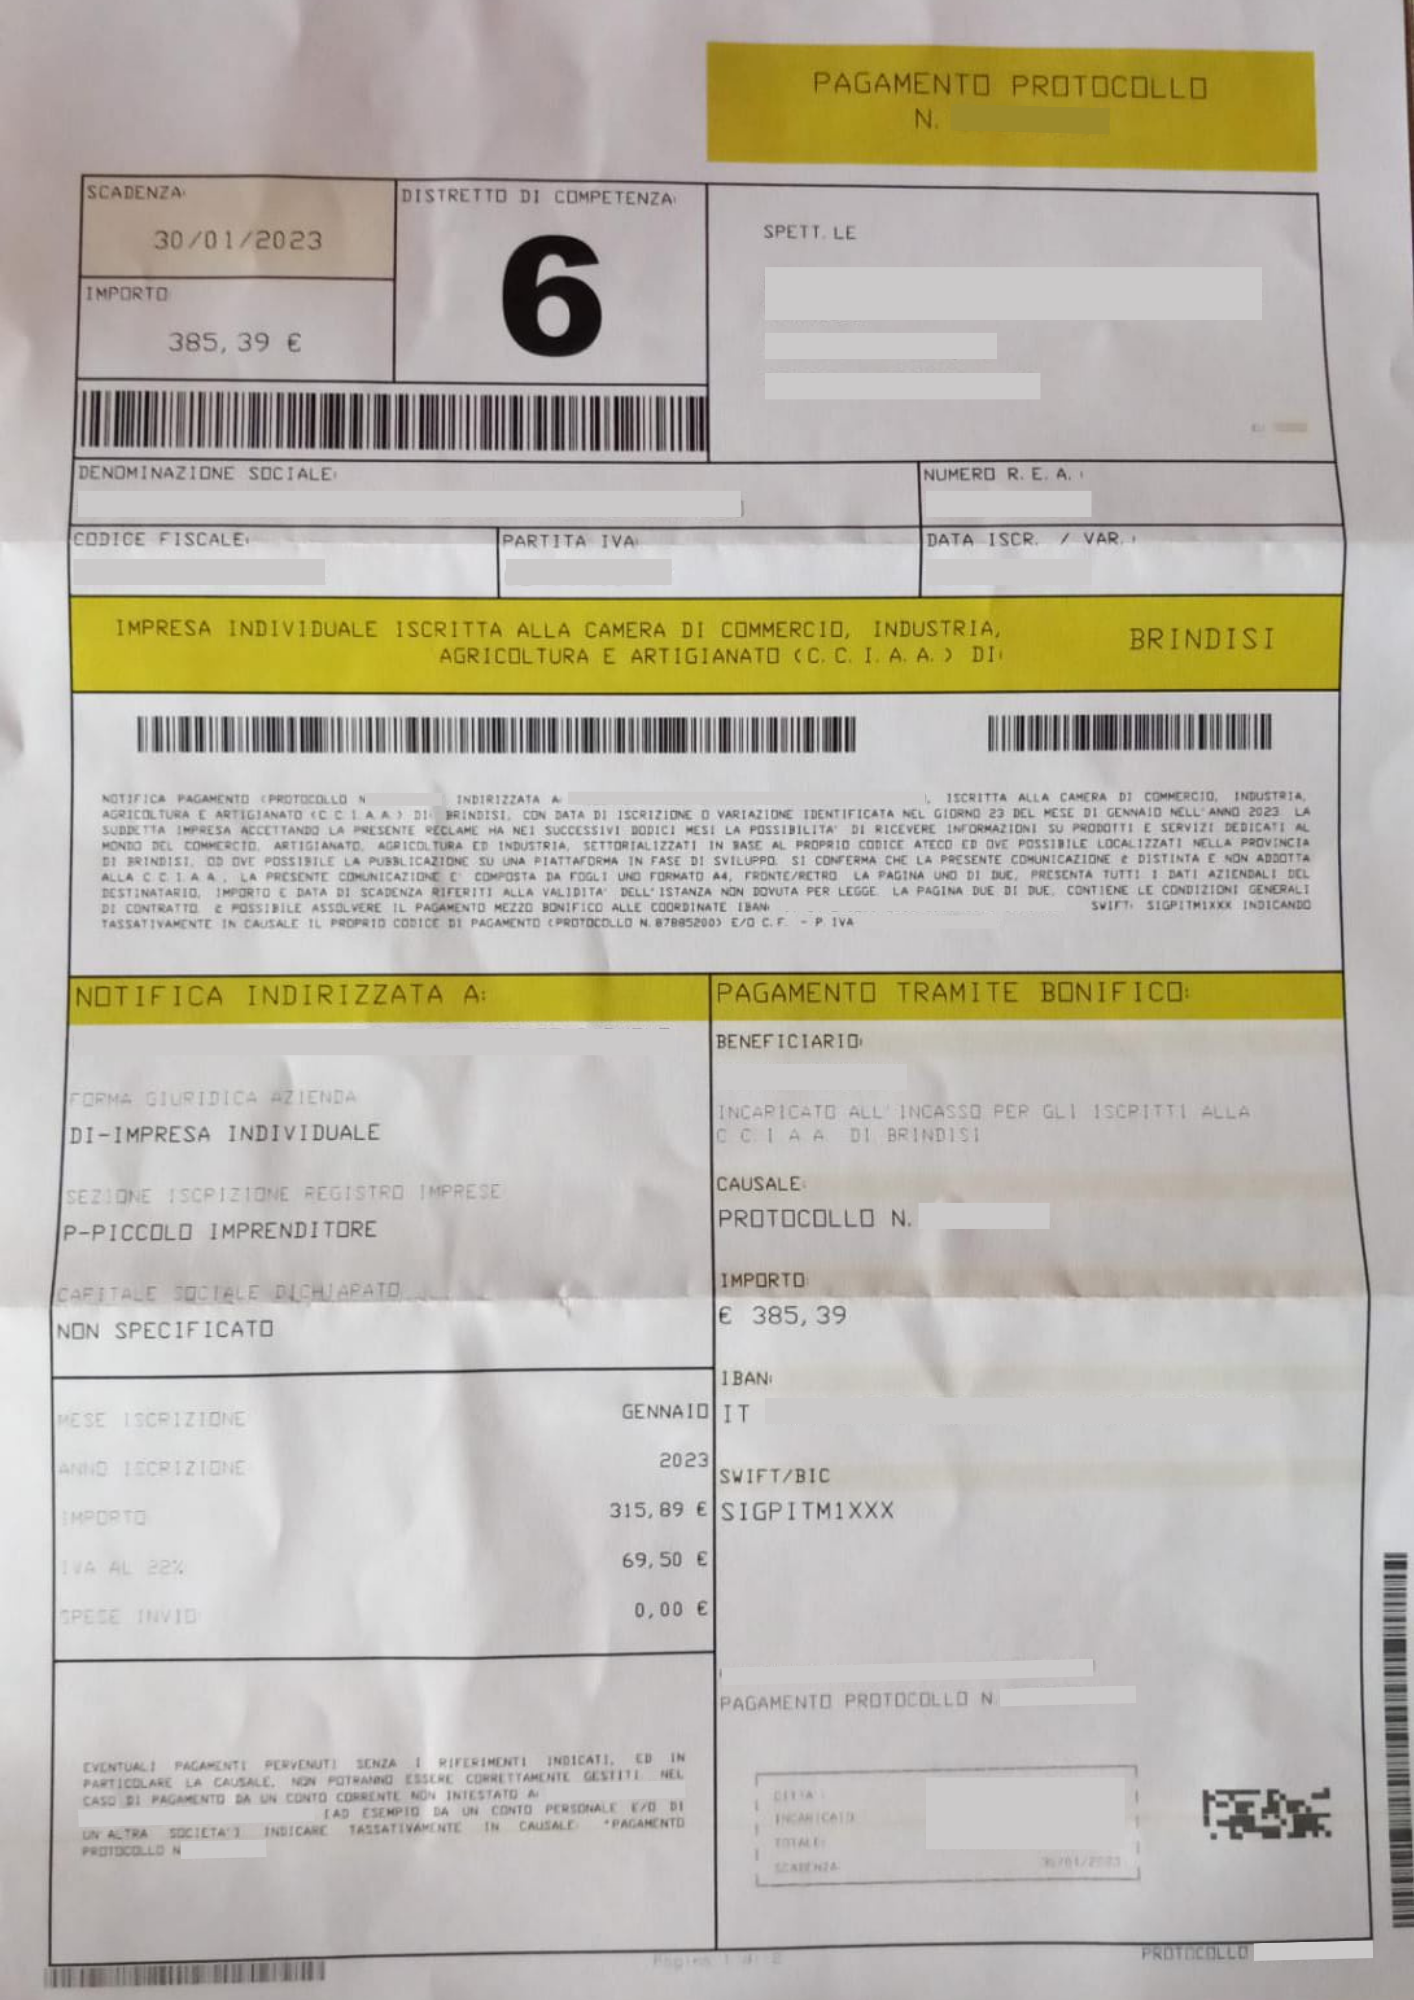 PAGAMENTO PROTOCOLLO
N.
SCADENZA:
30/01/2023
IMPORTO:
385,39 €
DISTRETTO DI COMPETENZA:
6
SPETT.LE
DENOMINAZIONE SOCIALE:
NUMERO R.E.A.:
CODICE FISCALE:
PARTITA IVA:
DATA ISCR. / VAR.:
IMPRESA INDIVIDUALE ISCRITTA ALLA CAMERA DI COMMERCIO, INDUSTRIA,
AGRICOLTURA E ARTIGIANATO (C.C.I.A.A.) DI:
BRINDISI
NOTIFICA PAGAMENTO (PROTOCOLLO N INDIRIZZATA A: ISCRITTA ALLA CAMERA DI COMMERCIO, INDUSTRIA,
AGRICOLTURA E ARTIGIANATO (C.C.I.A.A.) DI: BRINDISI, CON DATA DI ISCRIZIONE O VARIAZIONE IDENTIFICATA NEL GIORNO 23 DEL MESE DI GENNAIO NELL'ANNO 2023. LA
SUDDETTA IMPRESA ACCETTANDO LA PRESENTE RECLAME HA NEI SUCCESSIVI DODICI MESI LA POSSIBILITA' DI RICEVERE INFORMAZIONI SU PRODOTTI E SERVIZI DEDICATI AL
MONDO DEL COMMERCIO, ARTIGIANATO, AGRICOLTURA ED INDUSTRIA, SETTORIALIZZATI IN BASE AL PROPRIO CODICE ATECO ED OVE POSSIBILE LOCALIZZATI NELLA PROVINCIA
DI BRINDISI, OD OVE POSSIBILE LA PUBBLICAZIONE SU UNA PIATTAFORMA IN FASE DI SVILUPPO. SI CONFERMA CHE LA PRESENTE COMUNICAZIONE È DISTINTA E NON ADDOTTA
ALLA C.C.I.A.A., LA PRESENTE COMUNICAZIONE E' COMPOSTA DA FOGLI UNO FORMATO A4, FRONTE/RETRO. LA PAGINA UNO DI DUE, PRESENTA TUTTI I DATI AZIENDALI DEL
DESTINATARIO, IMPORTO E DATA DI SCADENZA RIFERITI ALLA VALIDITA' DELL'ISTANZA NON DOVUTA PER LEGGE. LA PAGINA DUE DI DUE, CONTIENE LE CONDIZIONI GENERALI
DI CONTRATTO. È POSSIBILE ASSOLVERE IL PAGAMENTO MEZZO BONIFICO ALLE COORDINATE IBAN: SWIFT: SIGPITM1XXX INDICANDO
TASSATIVAMENTE IN CAUSALE IL PROPRIO CODICE DI PAGAMENTO (PROTOCOLLO N.87885200) E/O C.F. - P.IVA
NOTIFICA INDIRIZZATA A:
FORMA GIURIDICA AZIENDA
DI-IMPRESA INDIVIDUALE
SEZIONE ISCRIZIONE REGISTRO IMPRESE
P-PICCOLO IMPRENDITORE
CAPITALE SOCIALE DICHIARATO
NON SPECIFICATO
MESE ISCRIZIONE GENNAIO
ANNO ISCRIZIONE 2023
IMPORTO 315,89 €
IVA AL 22% 69,50 €
SPESE INVIO 0,00 €
EVENTUALI PAGAMENTI PERVENUTI SENZA I RIFERIMENTI INDICATI, ED IN
PARTICOLARE LA CAUSALE, NON POTRANNO ESSERE CORRETTAMENTE GESTITI. NEL
CASO DI PAGAMENTO DA UN CONTO CORRENTE NON INTESTATO A:
(AD ESEMPIO DA UN CONTO PERSONALE E/O DI
UN'ALTRA SOCIETA') INDICARE TASSATIVAMENTE IN CAUSALE: "PAGAMENTO
PROTOCOLLO N
PAGAMENTO TRAMITE BONIFICO:
BENEFICIARIO:
INCARICATO ALL'INCASSO PER GLI ISCRITTI ALLA
C.C.I.A.A. DI BRINDISI
CAUSALE:
PROTOCOLLO N.
IMPORTO:
€ 385,39
IBAN:
IT
SWIFT/BIC
SIGPITM1XXX
PAGAMENTO PROTOCOLLO N.
INCARICATO:
TOTALE:
SCADENZA: 30/01/2023
Pagina 1 di 2
PROTOCOLLO